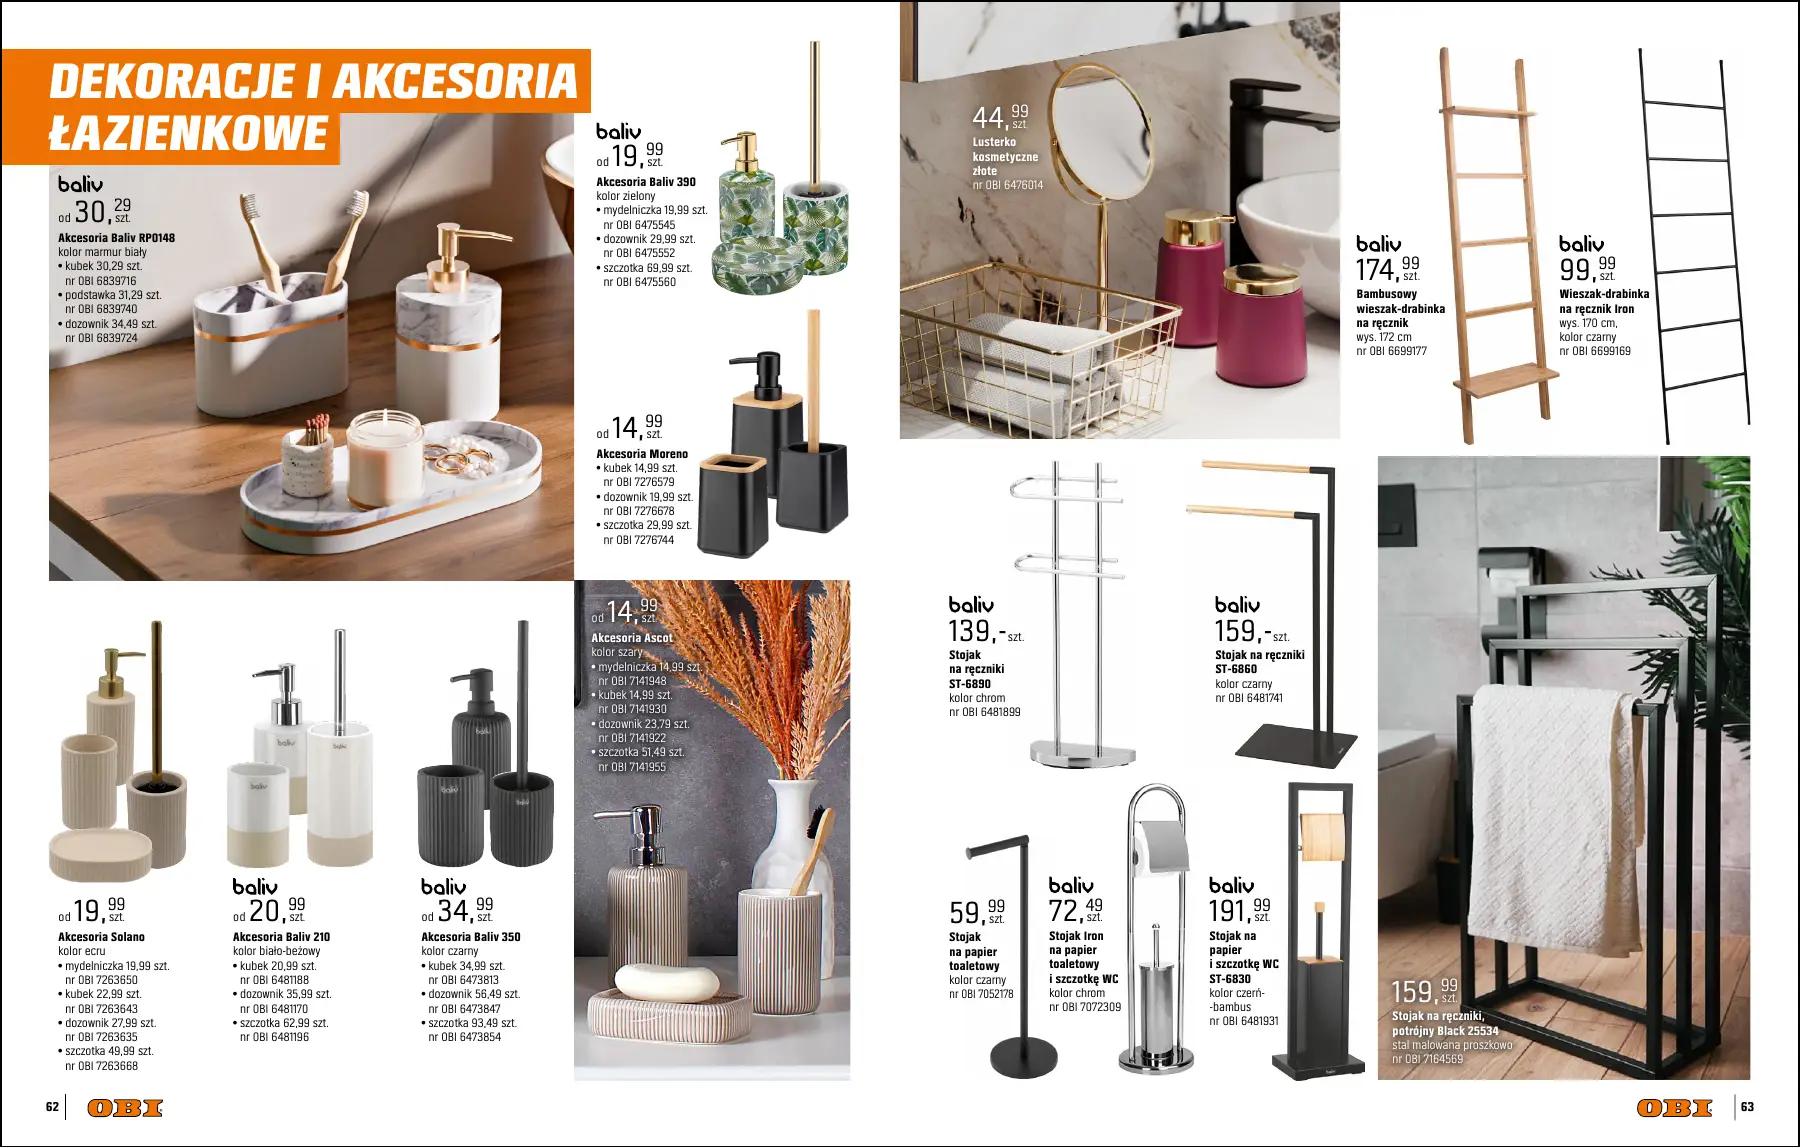 DEKORACJE I AKCESORIA
ŁAZIENKOWE
baliv
od 30,29 szt.
Akcesoria Baliv RP0148
kolor marmur biały
• kubek 30,29 szt.
nr OBI 6839716
• podstawka 31,29 szt.
nr OBI 6839740
• dozownik 34,49 szt.
nr OBI 6839724
baliv
od 19,99 szt.
Akcesoria Baliv 390
kolor zielony
• mydelniczka 19,99 szt.
nr OBI 6475545
• dozownik 29,99 szt.
nr OBI 6475552
• szczotka 69,99 szt.
nr OBI 6475560
od 14,99 szt.
Akcesoria Moreno
• kubek 14,99 szt.
nr OBI 7276579
• dozownik 19,99 szt.
nr OBI 7276678
• szczotka 29,99 szt.
nr OBI 7276744
od 14,99 szt.
Akcesoria Ascot
kolor szary
• mydelniczka 14,99 szt.
nr OBI 7141948
• kubek 14,99 szt.
nr OBI 7141930
• dozownik 23,79 szt.
nr OBI 7141922
• szczotka 51,49 szt.
nr OBI 7141955
od 19,99 szt.
Akcesoria Solano
kolor ecru
• mydelniczka 19,99 szt.
nr OBI 7263650
• kubek 22,99 szt.
nr OBI 7263643
• dozownik 27,99 szt.
nr OBI 7263635
• szczotka 49,99 szt.
nr OBI 7263668
baliv
baliv
baliv
baliv
od 20,99 szt.
Akcesoria Baliv 210
kolor biało-beżowy
• kubek 20,99 szt.
nr OBI 6481188
• dozownik 35,99 szt.
nr OBI 6481170
• szczotka 62,99 szt.
nr OBI 6481196
baliv
baliv
baliv
baliv
od 34,99 szt.
Akcesoria Baliv 350
kolor czarny
• kubek 34,99 szt.
nr OBI 6473813
• dozownik 56,49 szt.
nr OBI 6473847
• szczotka 93,49 szt.
nr OBI 6473854
62
OBI
44,99 szt.
Lusterko
kosmetyczne
złote
nr OBI 6476014
baliv
174,99 szt.
Bambusowy
wieszak-drabinka
na ręcznik
wys. 172 cm
nr OBI 6699177
baliv
99,99 szt.
Wieszak-drabinka
na ręcznik Iron
wys. 170 cm,
kolor czarny
nr OBI 6699169
baliv
139,- szt.
Stojak
na ręczniki
ST-6890
kolor chrom
nr OBI 6481899
baliv
159,- szt.
Stojak na ręczniki
ST-6860
kolor czarny
nr OBI 6481741
59,99 szt.
Stojak
na papier
toaletowy
kolor czarny
nr OBI 7052178
baliv
72,49 szt.
Stojak Iron
na papier
toaletowy
i szczotkę WC
kolor chrom
nr OBI 7072309
baliv
191,99 szt.
Stojak na
papier
i szczotkę WC
ST-6830
kolor czerń-
-bambus
nr OBI 6481931
baliv
159,99 szt.
Stojak na ręczniki,
potrójny Black 25534
stal malowana proszkowo
nr OBI 7164569
OBI
63